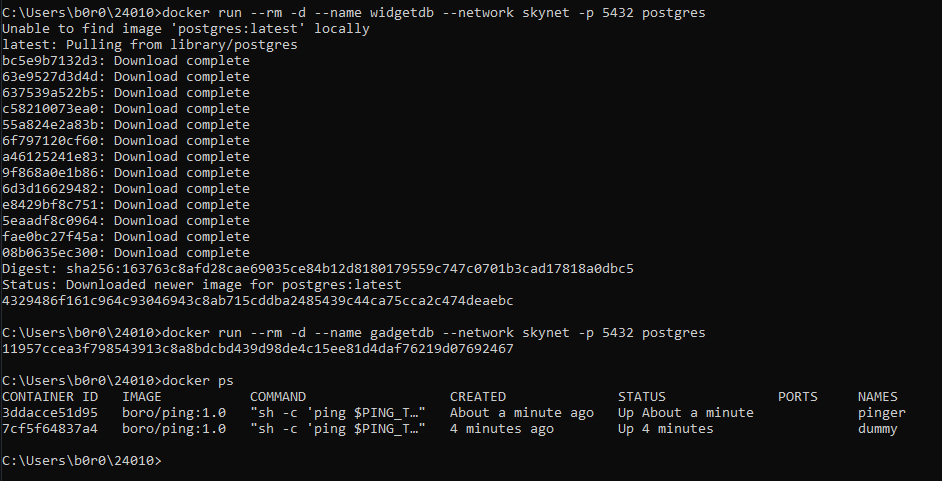 C:\Users\b0r0\24010>docker run --rm -d --name widgetdb --network skynet -p 5432 postgres
Unable to find image 'postgres:latest' locally
latest: Pulling from library/postgres
bc5e9b7132d3: Download complete
63e9527d3d4d: Download complete
637539a522b5: Download complete
c58210073ea0: Download complete
55a824e2a83b: Download complete
6f797120cf60: Download complete
a46125241e83: Download complete
9f868a0e1b86: Download complete
6d3d16629482: Download complete
e8429bf8c751: Download complete
5eaadf8c0964: Download complete
fae0bc27f45a: Download complete
08b0635ec300: Download complete
Digest: sha256:163763c8afd28cae69035ce84b12d8180179559c747c0701b3cad17818a0dbc5
Status: Downloaded newer image for postgres:latest
4329486f161c964c93046943c8ab715cddba2485439c44ca75cca2c474deaebc
C:\Users\b0r0\24010>docker run --rm -d --name gadgetdb --network skynet -p 5432 postgres
11957ccea3f798543913c8a8bdcbd439d98de4c15ee81d4daf76219d07692467
C:\Users\b0r0\24010>docker ps
CONTAINER ID   IMAGE           COMMAND                  CREATED              STATUS              PORTS     NAMES
3ddacce51d95   boro/ping:1.0   "sh -c 'ping $PING_T…"   About a minute ago   Up About a minute             pinger
7cf5f64837a4   boro/ping:1.0   "sh -c 'ping $PING_T…"   4 minutes ago        Up 4 minutes                  dummy
C:\Users\b0r0\24010>